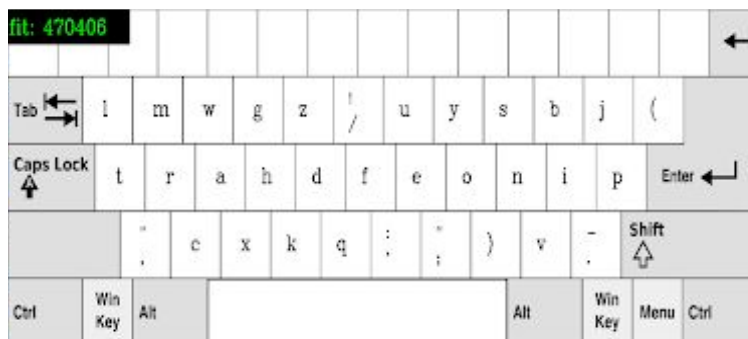 fit: 470406
Tab l m w g z ! / u y s b j (
Caps Lock t r a h d f e o n i p Enter
" , c x k q : . " ; ) v - . Shift
Ctrl Win Key Alt Alt Win Key Menu Ctrl